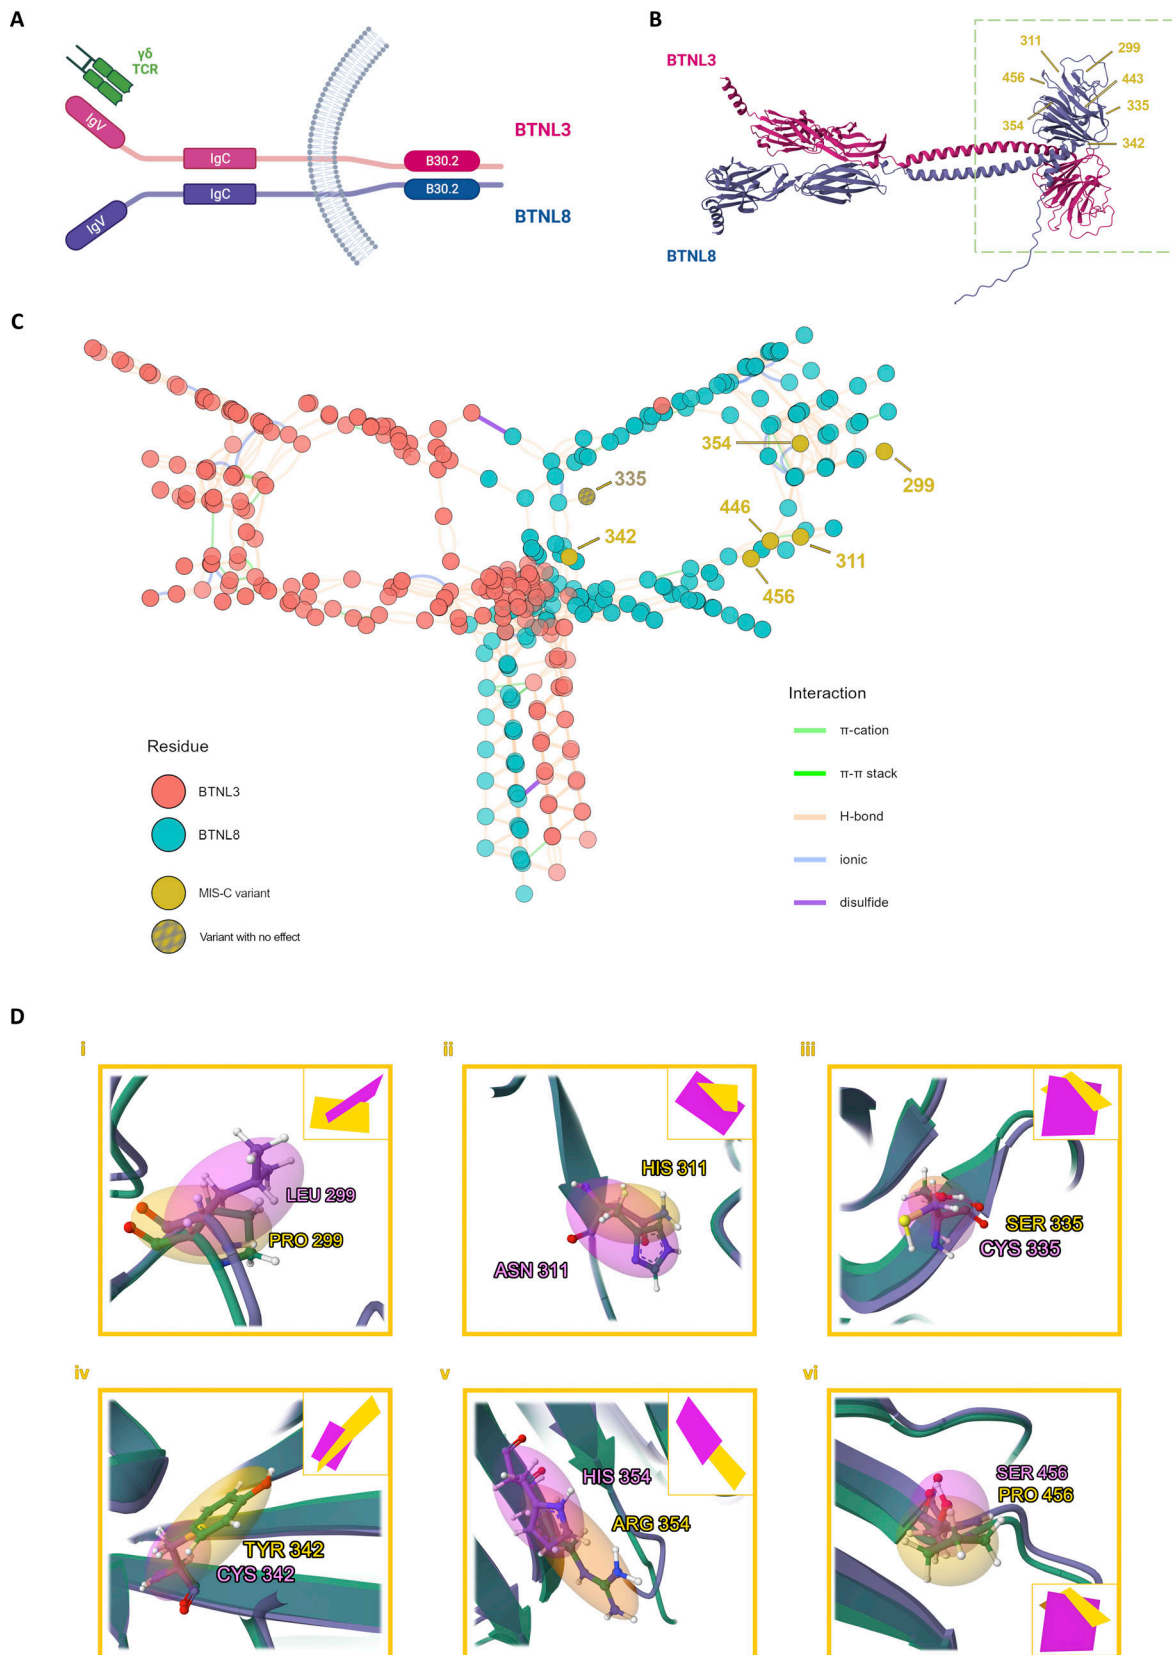 A
γδ
TCR
IgV
IgC
B30.2
BTNL3
IgV
IgC
B30.2
BTNL8
B
BTNL3
BTNL8
311
299
456
443
335
354
342
C
354
299
335
446
342
311
456
Residue
BTNL3
BTNL8
MIS-C variant
Variant with no effect
Interaction
π-cation
π-π stack
H-bond
ionic
disulfide
D
i
LEU 299
PRO 299
ii
HIS 311
ASN 311
iii
SER 335
CYS 335
iv
TYR 342
CYS 342
v
HIS 354
ARG 354
vi
SER 456
PRO 456